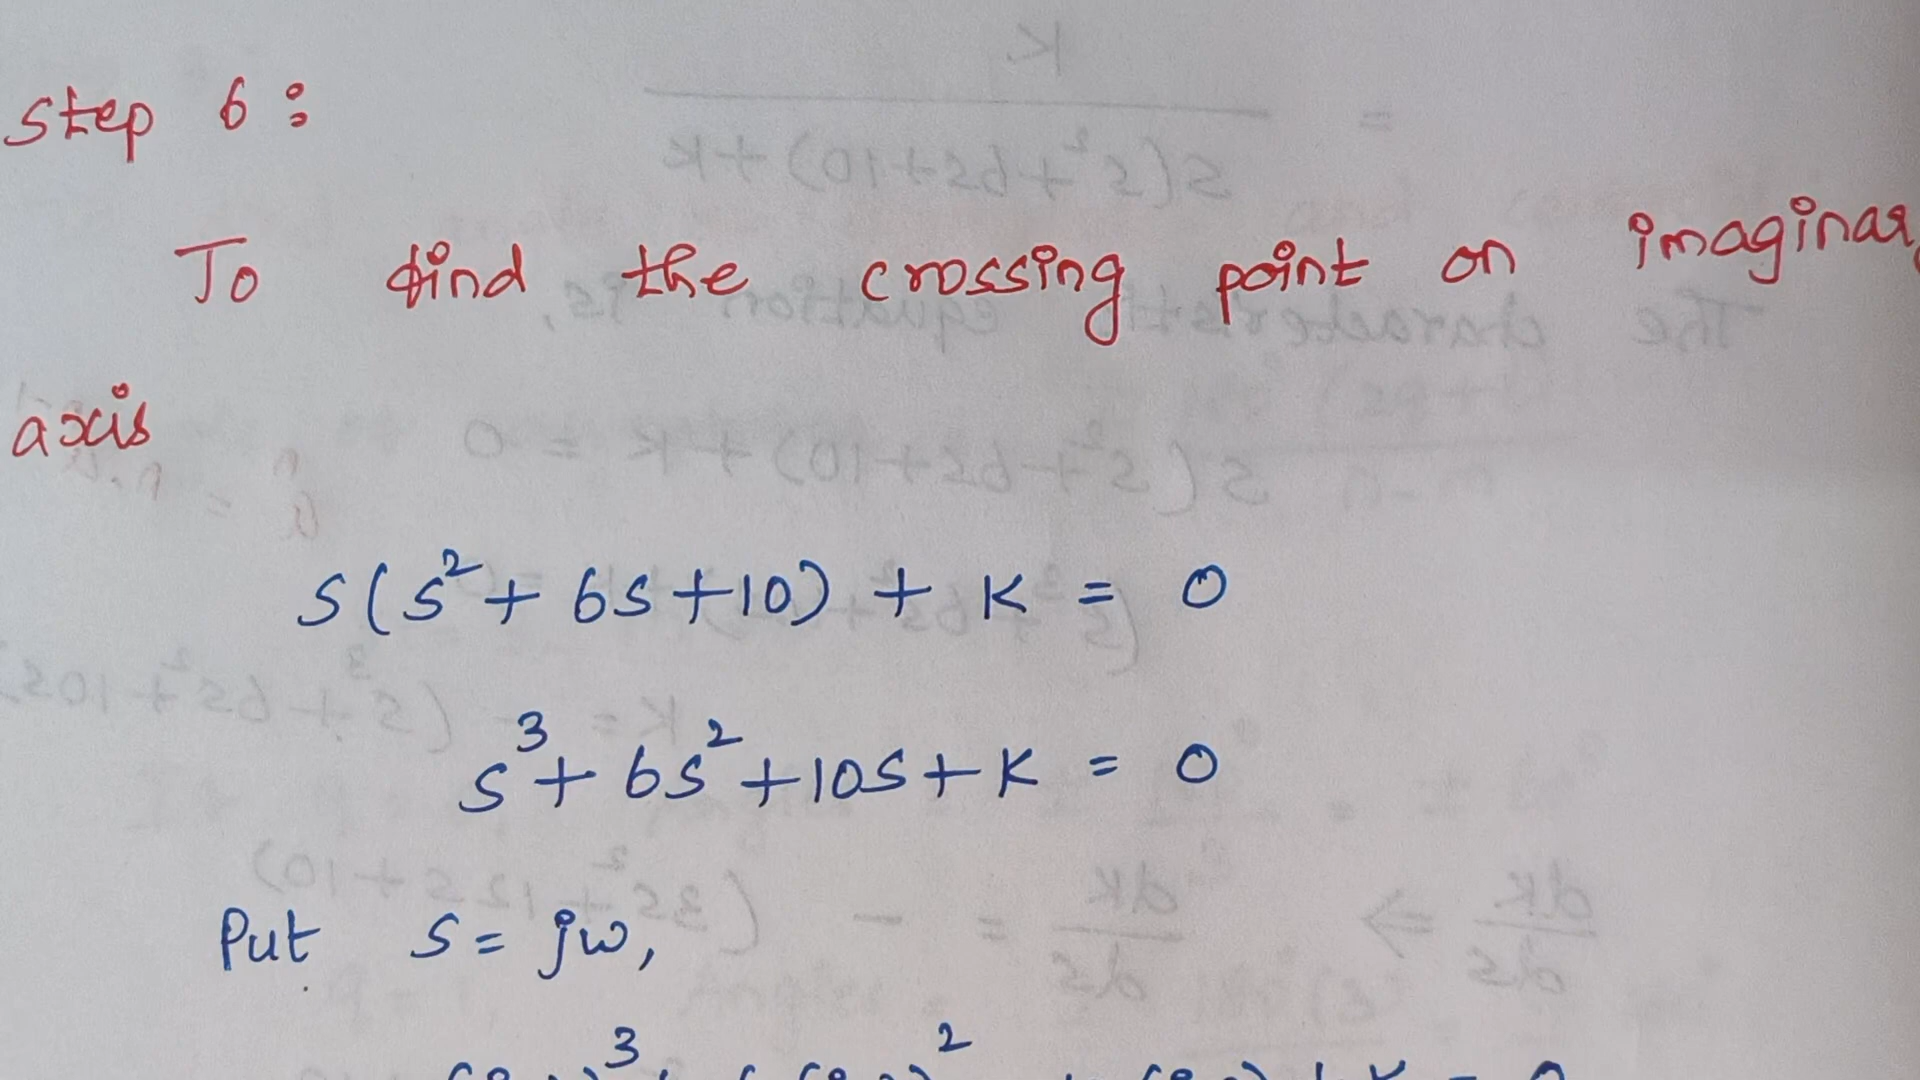 Step 6:
To find the crossing point on imaginary
axis
S(S² + 6S + 10) + K = 0
S³ + 6S² + 10S + K = 0
Put S = jω,